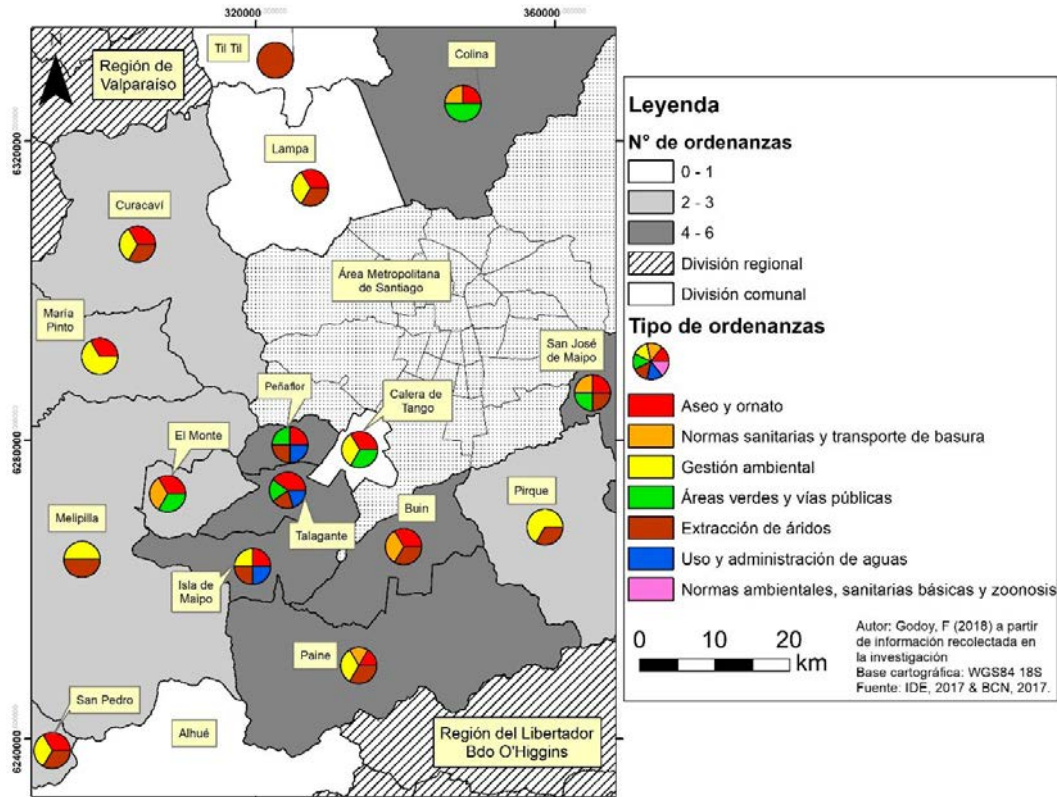 320000
360000
N
Til Til
Colina
Región de
Valparaíso
6320000
Lampa
Curacaví
Área Metropolitana
de Santiago
María
Pinto
San José
de Maipo
Peñaflor
Calera de
Tango
6280000
El Monte
Pirque
Melipilla
Buin
Talagante
Isla de
Maipo
Paine
San Pedro
Alhué
Región del Libertador
Bdo O'Higgins
6240000
Leyenda
N° de ordenanzas
0 - 1
2 - 3
4 - 6
División regional
División comunal
Tipo de ordenanzas
Aseo y ornato
Normas sanitarias y transporte de basura
Gestión ambiental
Áreas verdes y vías públicas
Extracción de áridos
Uso y administración de aguas
Normas ambientales, sanitarias básicas y zoonosis
0 10 20
km
Autor: Godoy, F (2018) a partir
de información recolectada en
la investigación
Base cartográfica: WGS84 18S
Fuente: IDE, 2017 & BCN, 2017.